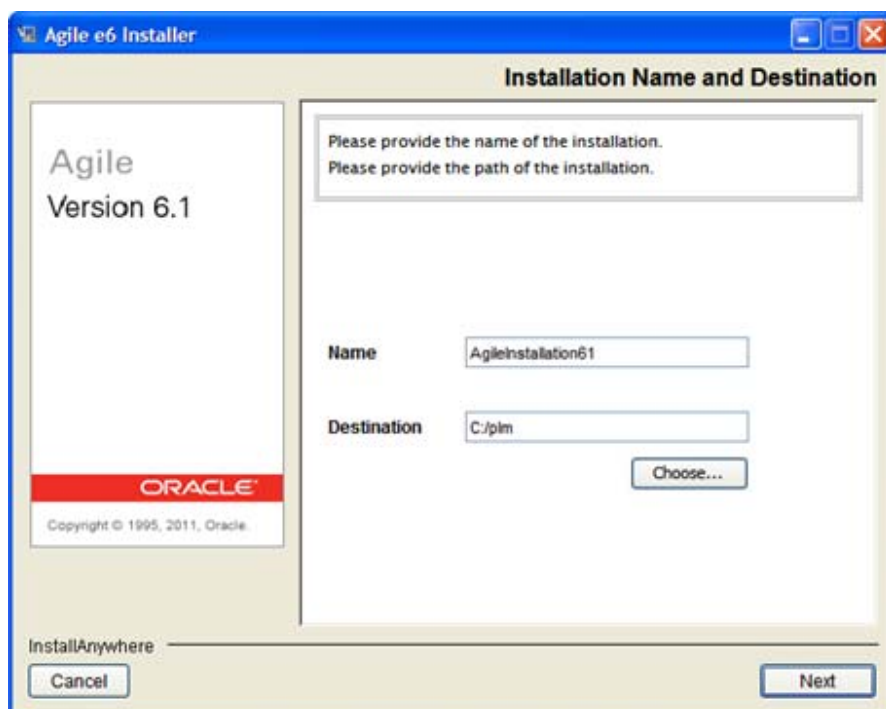 Agile e6 Installer
Installation Name and Destination
Agile
Version 6.1
ORACLE
Copyright © 1995, 2011, Oracle.
Please provide the name of the installation.
Please provide the path of the installation.
Name
AgileInstallation61
Destination
C:/plm
Choose...
InstallAnywhere
Cancel
Next